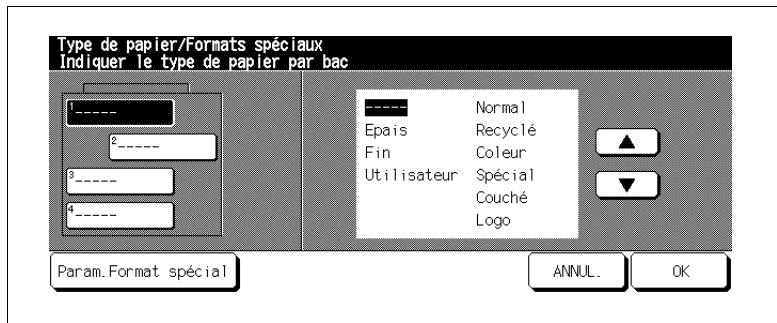 Type de papier/Formats spéciaux
Indiquer le type de papier par bac
1-----
2-----
3-----
4-----
-----
Epais
Fin
Utilisateur
Normal
Recyclé
Coleur
Spécial
Couché
Logo
Param.Format spécial
ANNUL.
OK